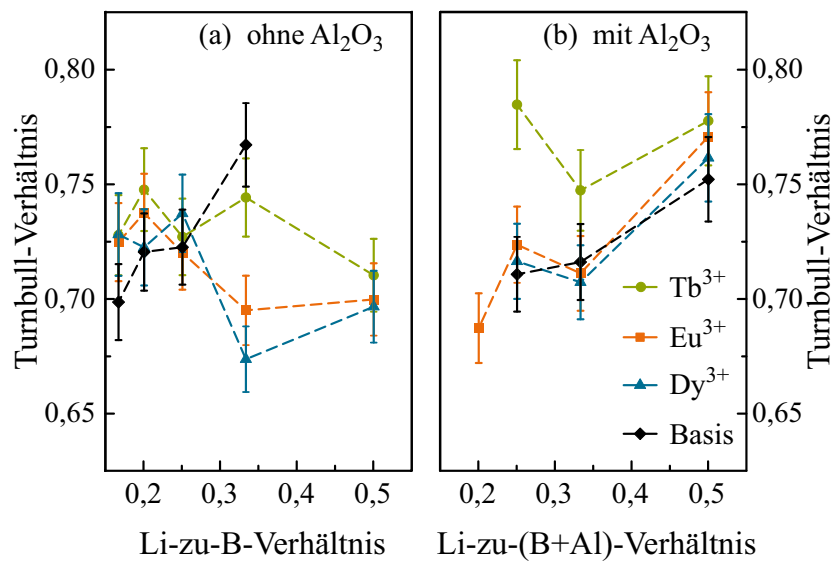 (a) ohne Al₂O₃
(b) mit Al₂O₃
Turnbull-Verhältnis
0,80
0,75
0,70
0,65
0,2 0,3 0,4 0,5
Li-zu-B-Verhältnis
Tb³⁺
Eu³⁺
Dy³⁺
Basis
0,2 0,3 0,4 0,5
Li-zu-(B+Al)-Verhältnis
0,80
0,75
0,70
0,65
Turnbull-Verhältnis